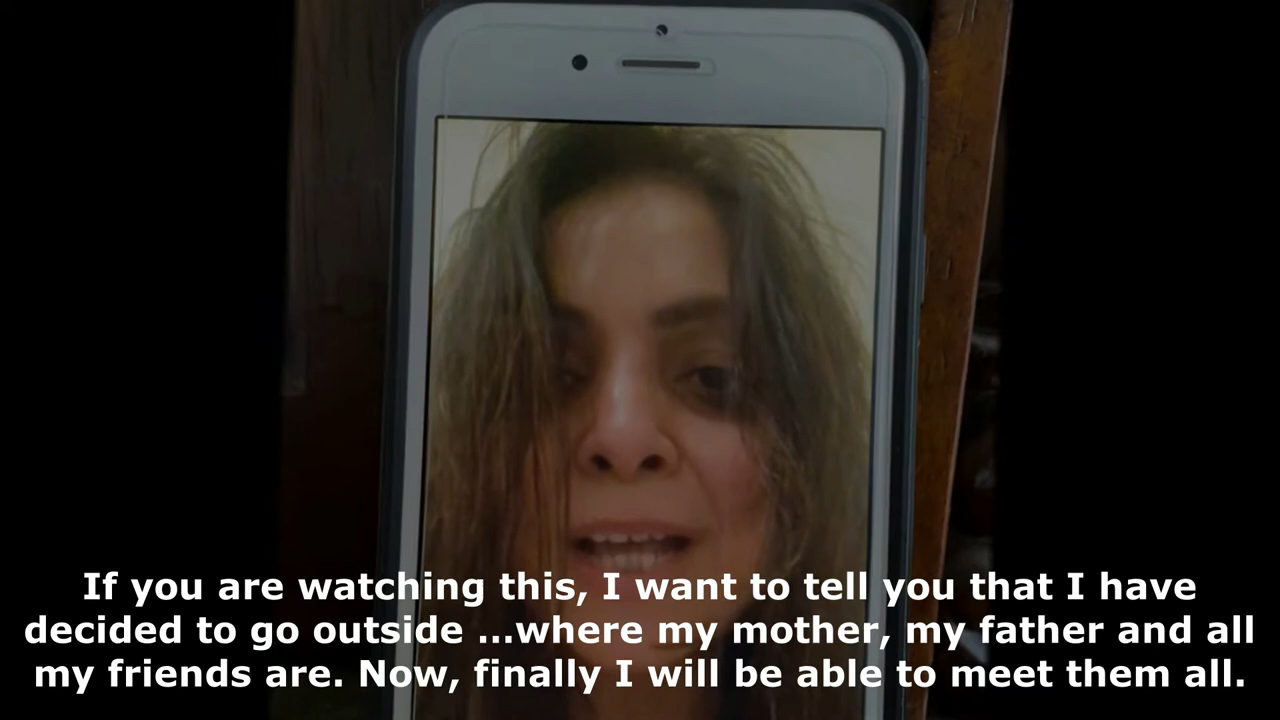 If you are watching this, I want to tell you that I have
decided to go outside ...where my mother, my father and all
my friends are. Now, finally I will be able to meet them all.